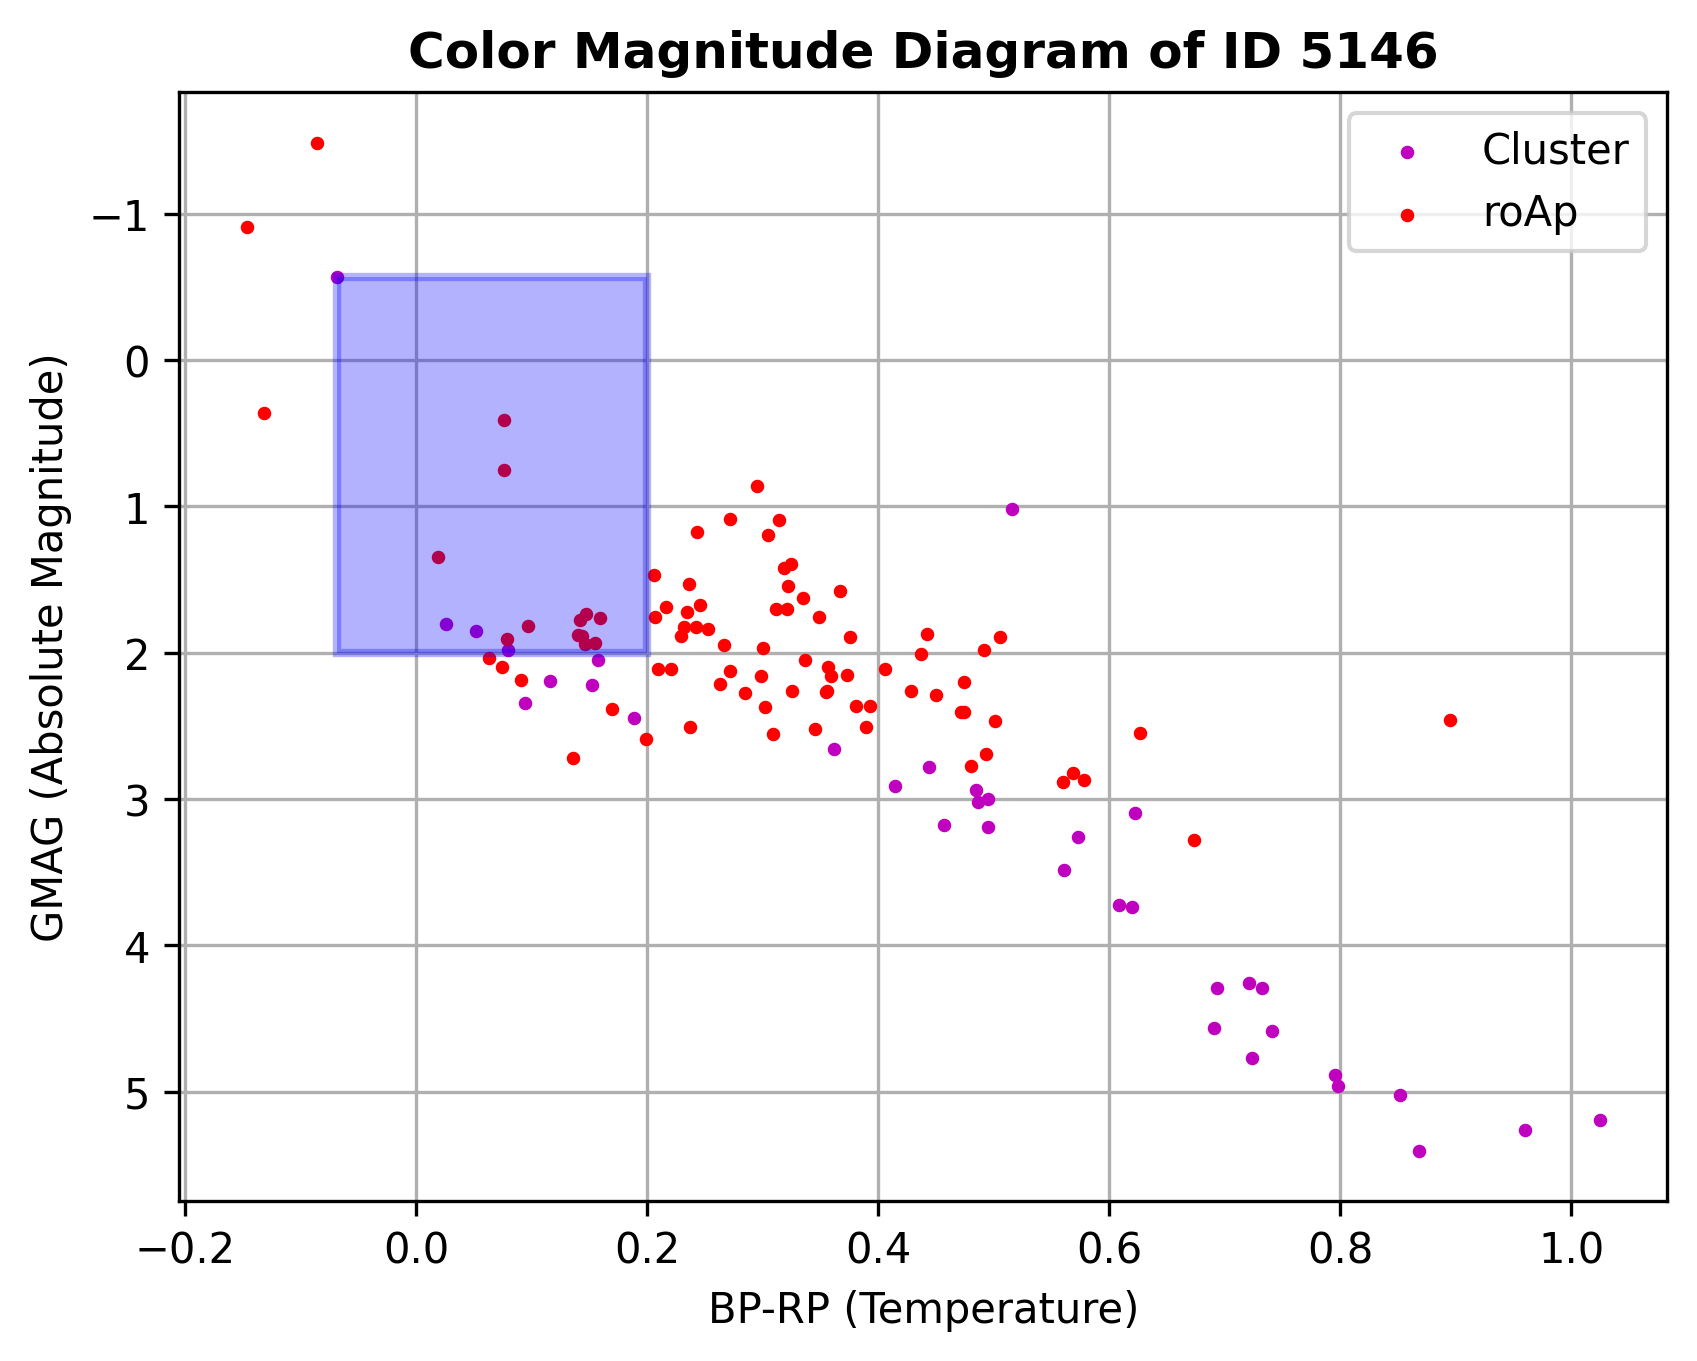 Color Magnitude Diagram of ID 5146
Cluster
roAp
GMAG (Absolute Magnitude)
−1
0
1
2
3
4
5
−0.2 0.0 0.2 0.4 0.6 0.8 1.0
BP-RP (Temperature)